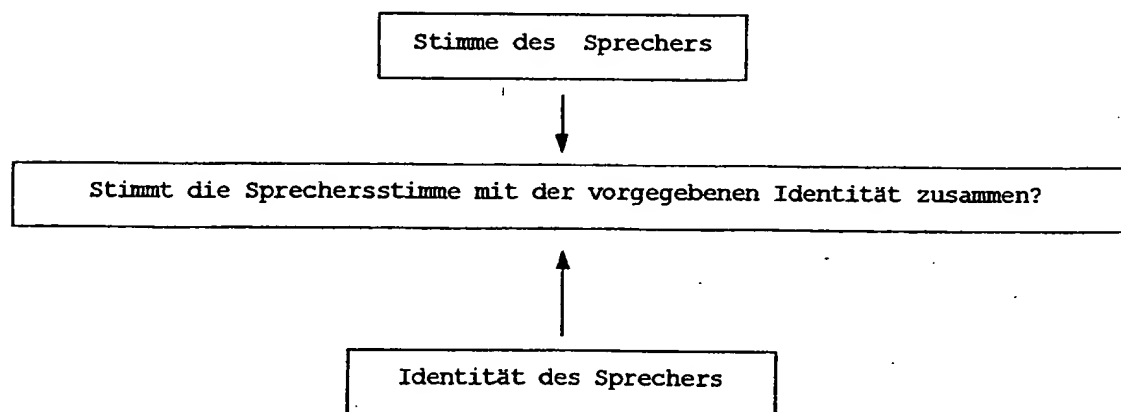 Stimme des Sprechers
Stimmt die Sprechersstimme mit der vorgegebenen Identität zusammen?
Identität des Sprechers